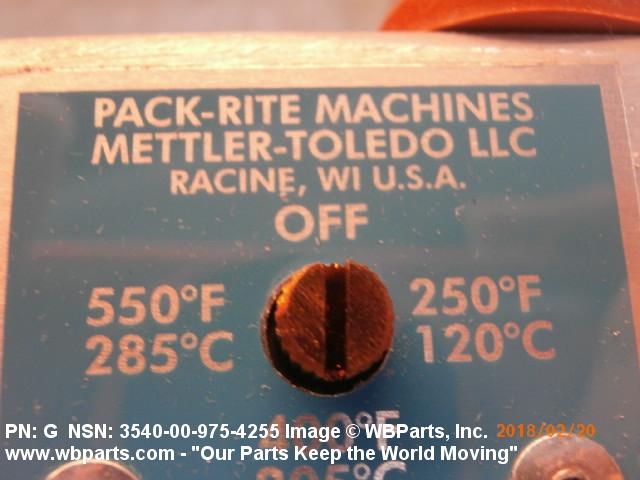 PACK-RITE MACHINES
METTLER-TOLEDO LLC
RACINE, WI U.S.A.
OFF
550°F 250°F
285°C 120°C
PN: G NSN: 3540-00-975-4255 Image © WBParts, Inc. 2018/02/20
www.wbparts.com - "Our Parts Keep the World Moving"